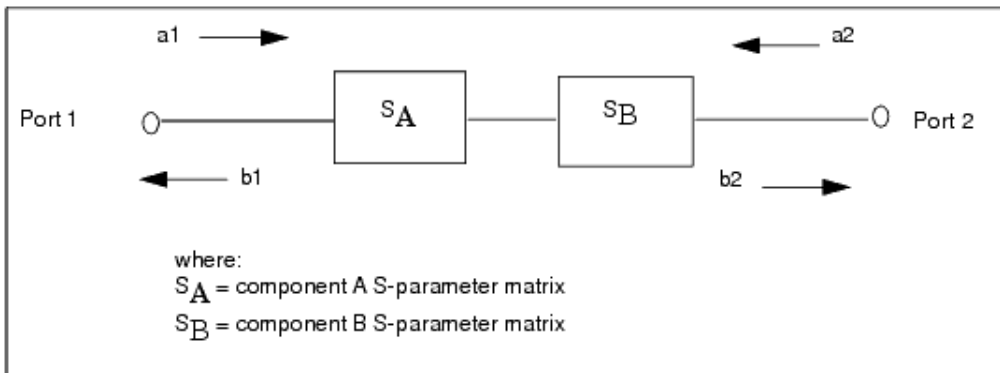 a1
a2
Port 1
SA
SB
Port 2
b1
b2
where:
SA = component A S-parameter matrix
SB = component B S-parameter matrix